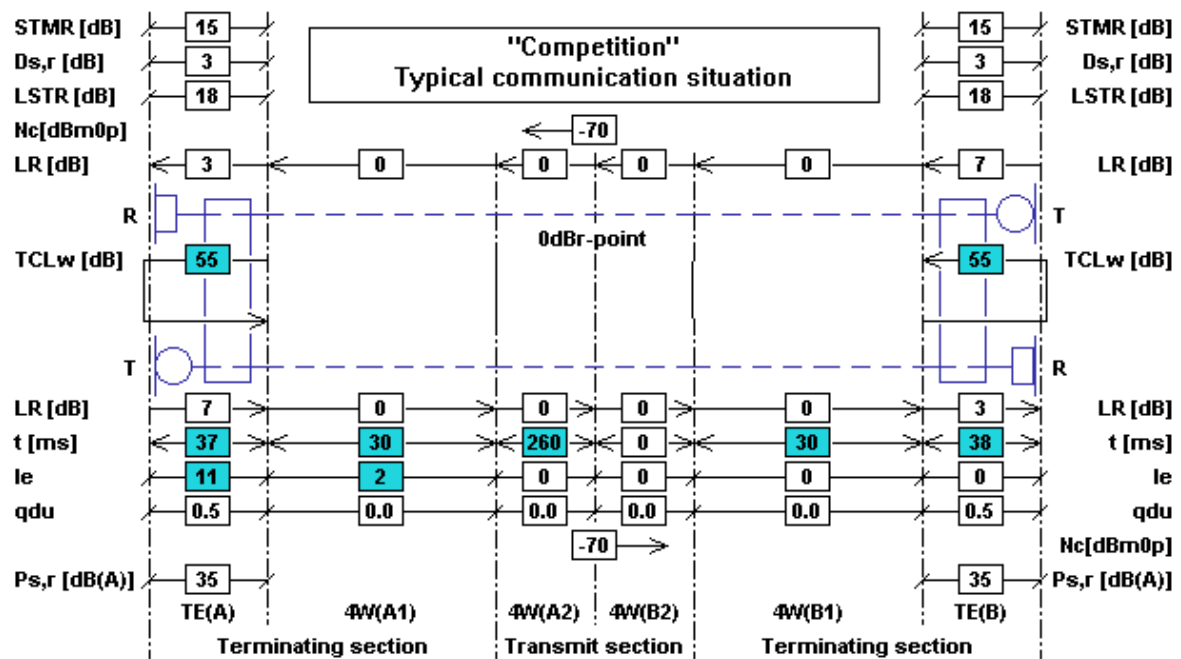 STMR [dB] 15 "Competition" 15 STMR [dB]
Ds,r [dB] 3 Typical communication situation 3 Ds,r [dB]
LSTR [dB] 18 18 LSTR [dB]
Nc[dBm0p] -70
LR [dB] 3 0 0 0 0 7 LR [dB]
R T
0dBr-point
TCLw [dB] 55 55 TCLw [dB]
T R
LR [dB] 7 0 0 0 0 3 LR [dB]
t [ms] 37 30 260 0 30 38 t [ms]
Ie 11 2 0 0 0 0 Ie
qdu 0.5 0.0 0.0 0.0 0.0 0.5 qdu
-70 Nc[dBm0p]
Ps,r [dB(A)] 35 35 Ps,r [dB(A)]
TE(A) 4W(A1) 4W(A2) 4W(B2) 4W(B1) TE(B)
Terminating section Transmit section Terminating section